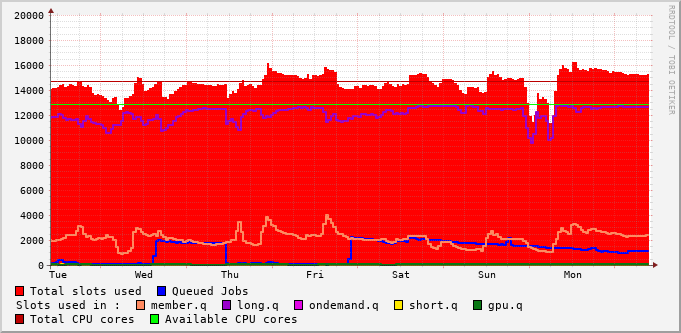 20000
18000
16000
14000
12000
10000
8000
6000
4000
2000
0
Tue Wed Thu Fri Sat Sun Mon
RRDTOOL / TOBI OETIKER
Total slots used Queued Jobs
Slots used in : member.q long.q ondemand.q short.q gpu.q
Total CPU cores Available CPU cores